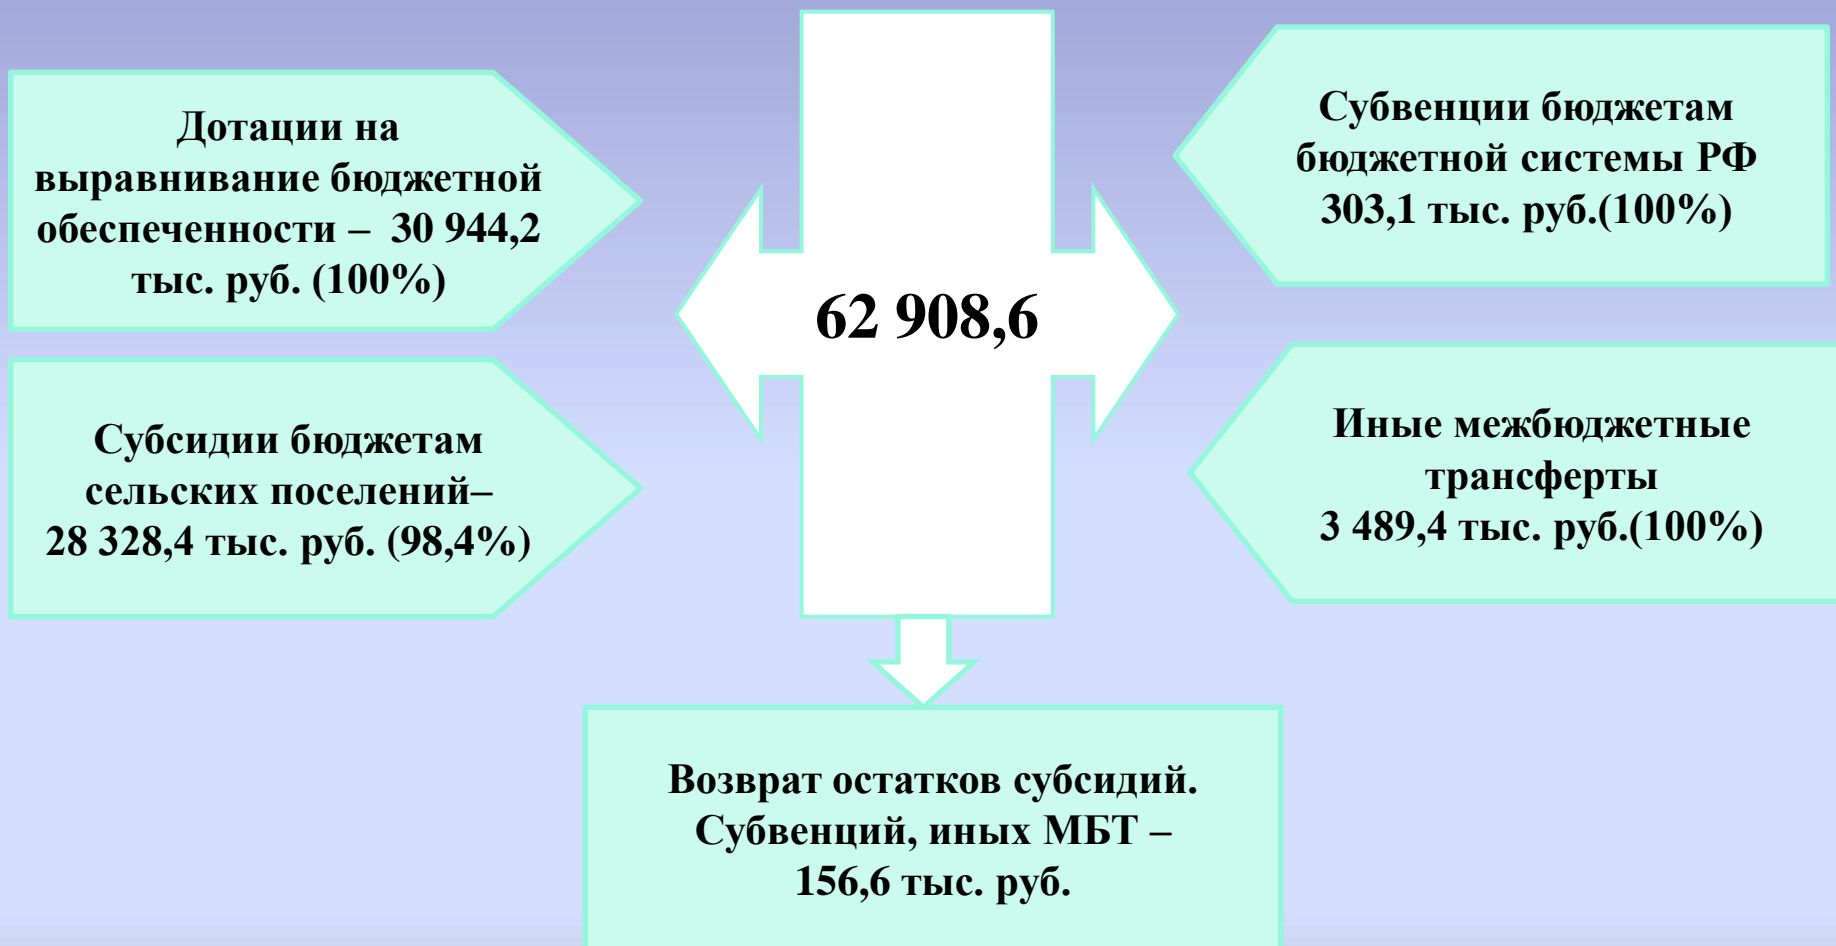 Дотации на
выравнивание бюджетной
обеспеченности – 30 944,2
тыс. руб. (100%)
Субсидии бюджетам
сельских поселений–
28 328,4 тыс. руб. (98,4%)
62 908,6
Субвенции бюджетам
бюджетной системы РФ
303,1 тыс. руб.(100%)
Иные межбюджетные
трансферты
3 489,4 тыс. руб.(100%)
Возврат остатков субсидий.
Субвенций, иных МБТ –
156,6 тыс. руб.